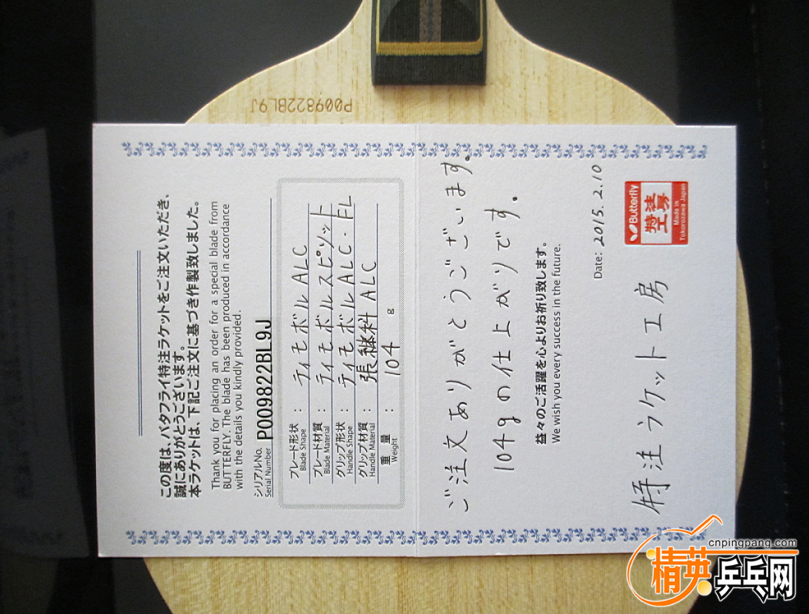 P009822BL9J
この度は、バタフライ特注ラケットをご注文いただき、
誠にありがとうございます。
本ラケットは、下記ご注文に基づき作製致しました。
Thank you for placing an order for a special blade from
BUTTERFLY. The blade has been produced in accordance
with the details you kindly provided.
シリアルNo.
Serial Number
P009822BL9J
ブレード形状 : ティモボル ALC
Blade Shape
ブレード材質 : ティモボルスピリット
Blade Material
グリップ形状 : ティモボル ALC・FL
Handle Shape
グリップ材質 : 張継科 ALC
Handle Material
重量 : 104 g
Weight
ご注文ありがとうございます。
104gの仕上がりです。
益々のご活躍を心よりお祈り致します。
We wish you every success in the future.
Date: 2015.2.10
特注ラケット工房
Butterfly
特装
工房
Made in
Tokorozawa Japan
cnpingpang.com
精英乒乓网